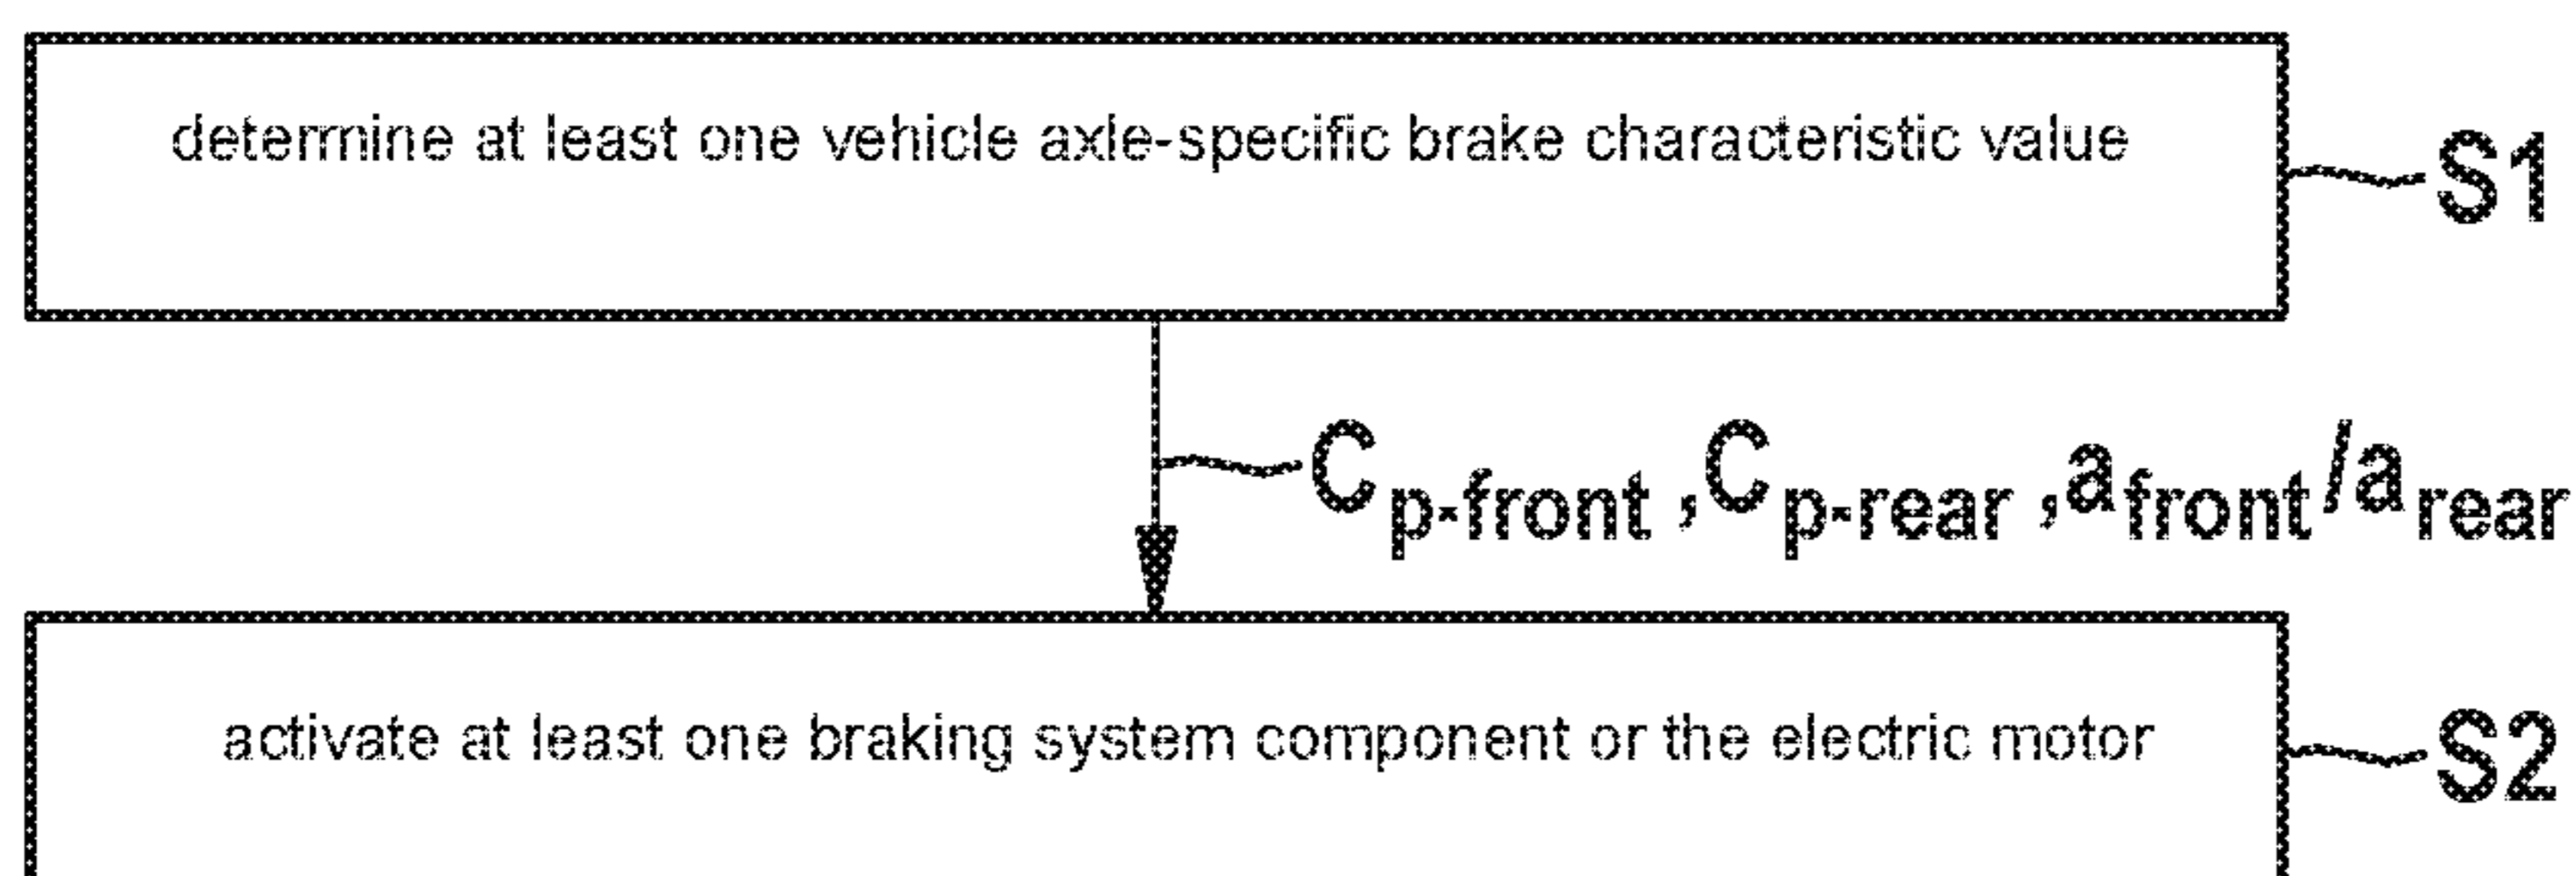 determine at least one vehicle axle-specific brake characteristic value
S1
Cp-front ,Cp-rear ,afront/arear
activate at least one braking system component or the electric motor
S2